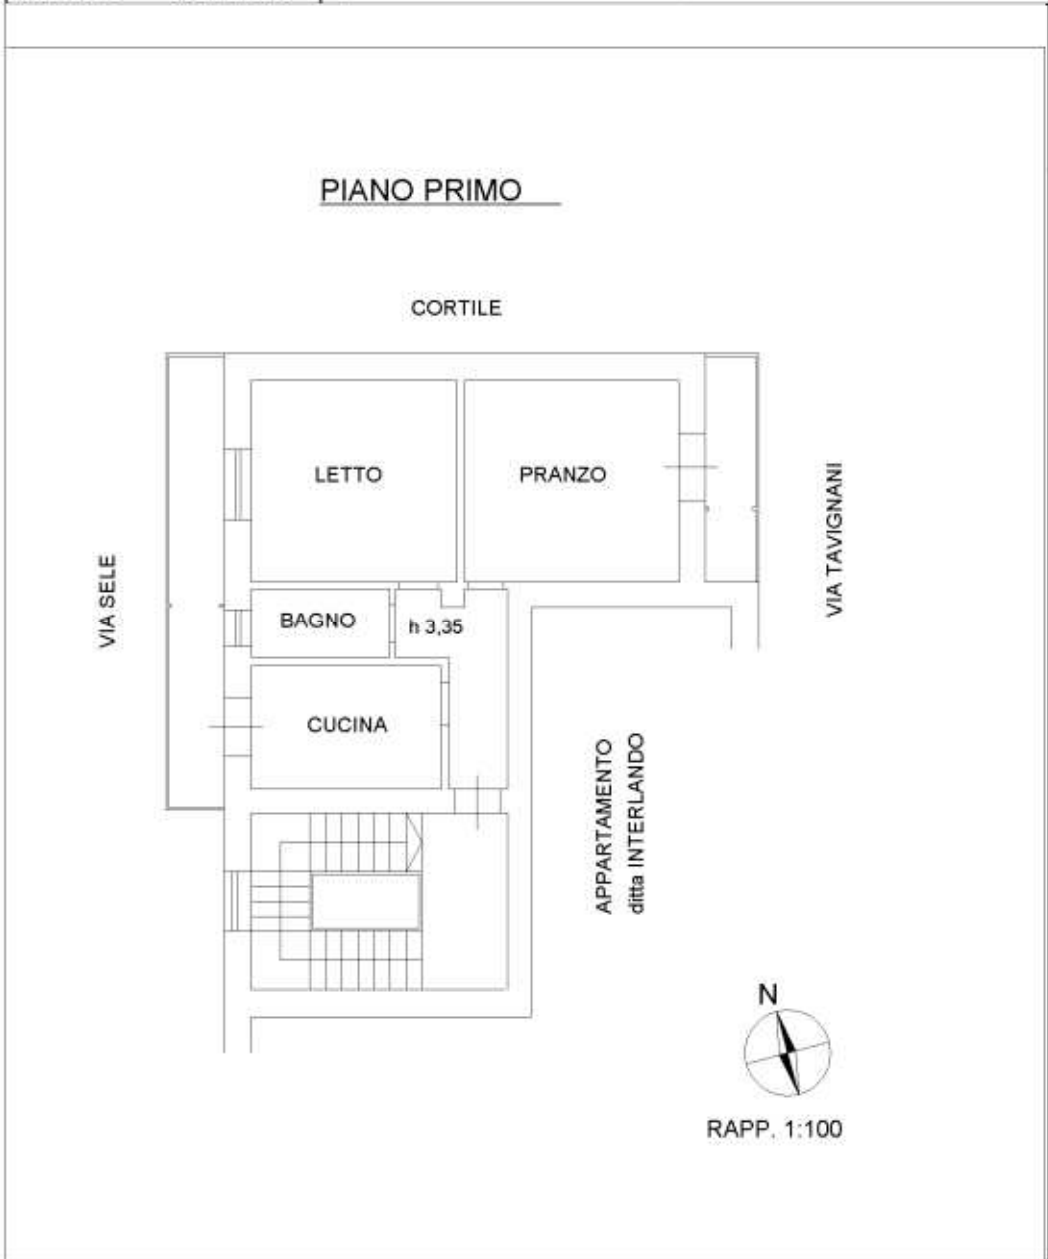 PIANO PRIMO
CORTILE
LETTO
PRANZO
VIA SELE
VIA TAVIGNANI
BAGNO
h 3,35
CUCINA
APPARTAMENTO
ditta INTERLANDO
N
RAPP. 1:100